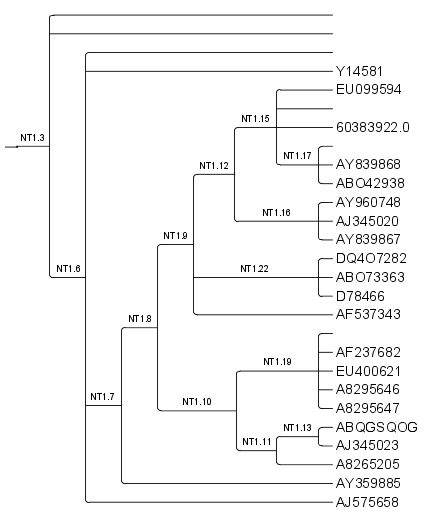 Y14581
EU099594
NT1.15
60383922.0
NT1.3
NT1.17
NT1.12
AY839868
ABO42938
AY960748
NT1.16
AJ345020
NT1.9
AY839867
DQ4O7282
NT1.6
NT1.22
ABO73363
D78466
NT1.8
AF537343
AF237682
NT1.19
EU400621
A8295646
NT1.7
NT1.10
A8295647
NT1.13
ABQGSQOG
NT1.11
AJ345023
A8265205
AY359885
AJ575658